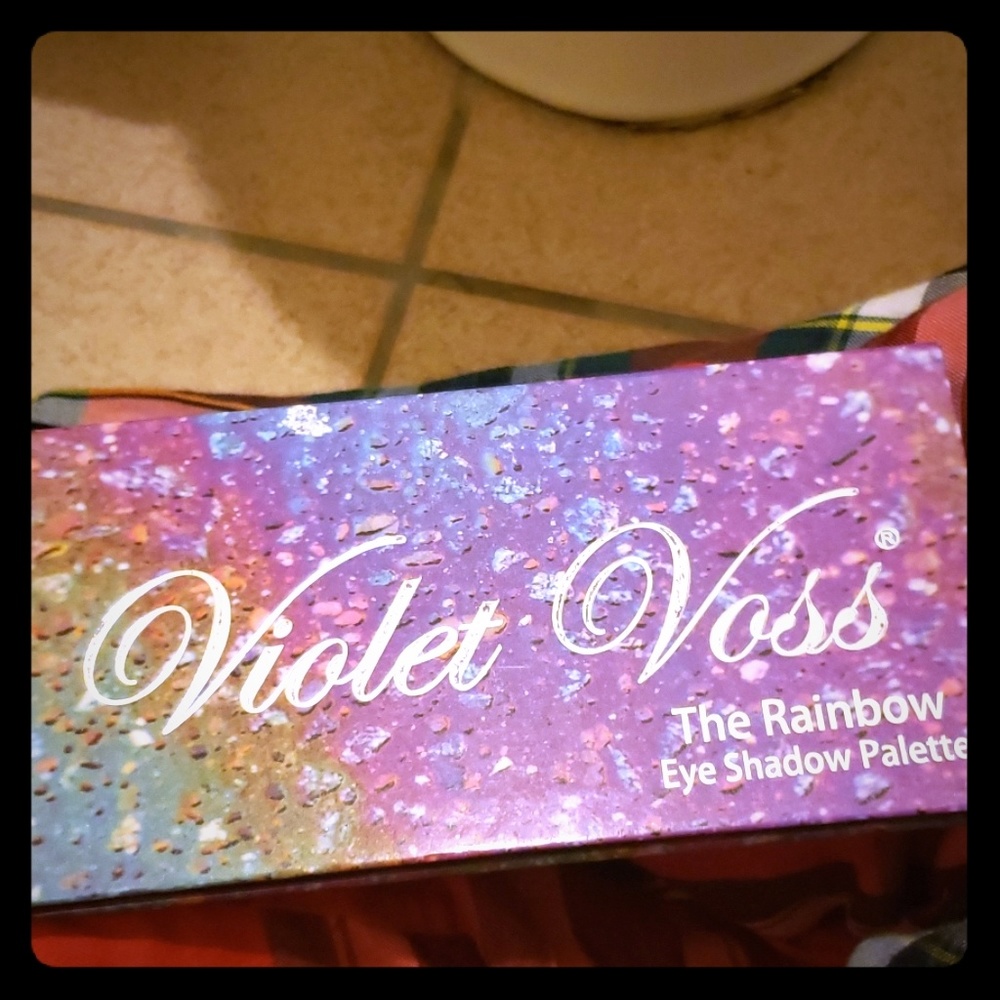 Violet Voss®
The Rainbow
Eye Shadow Palette